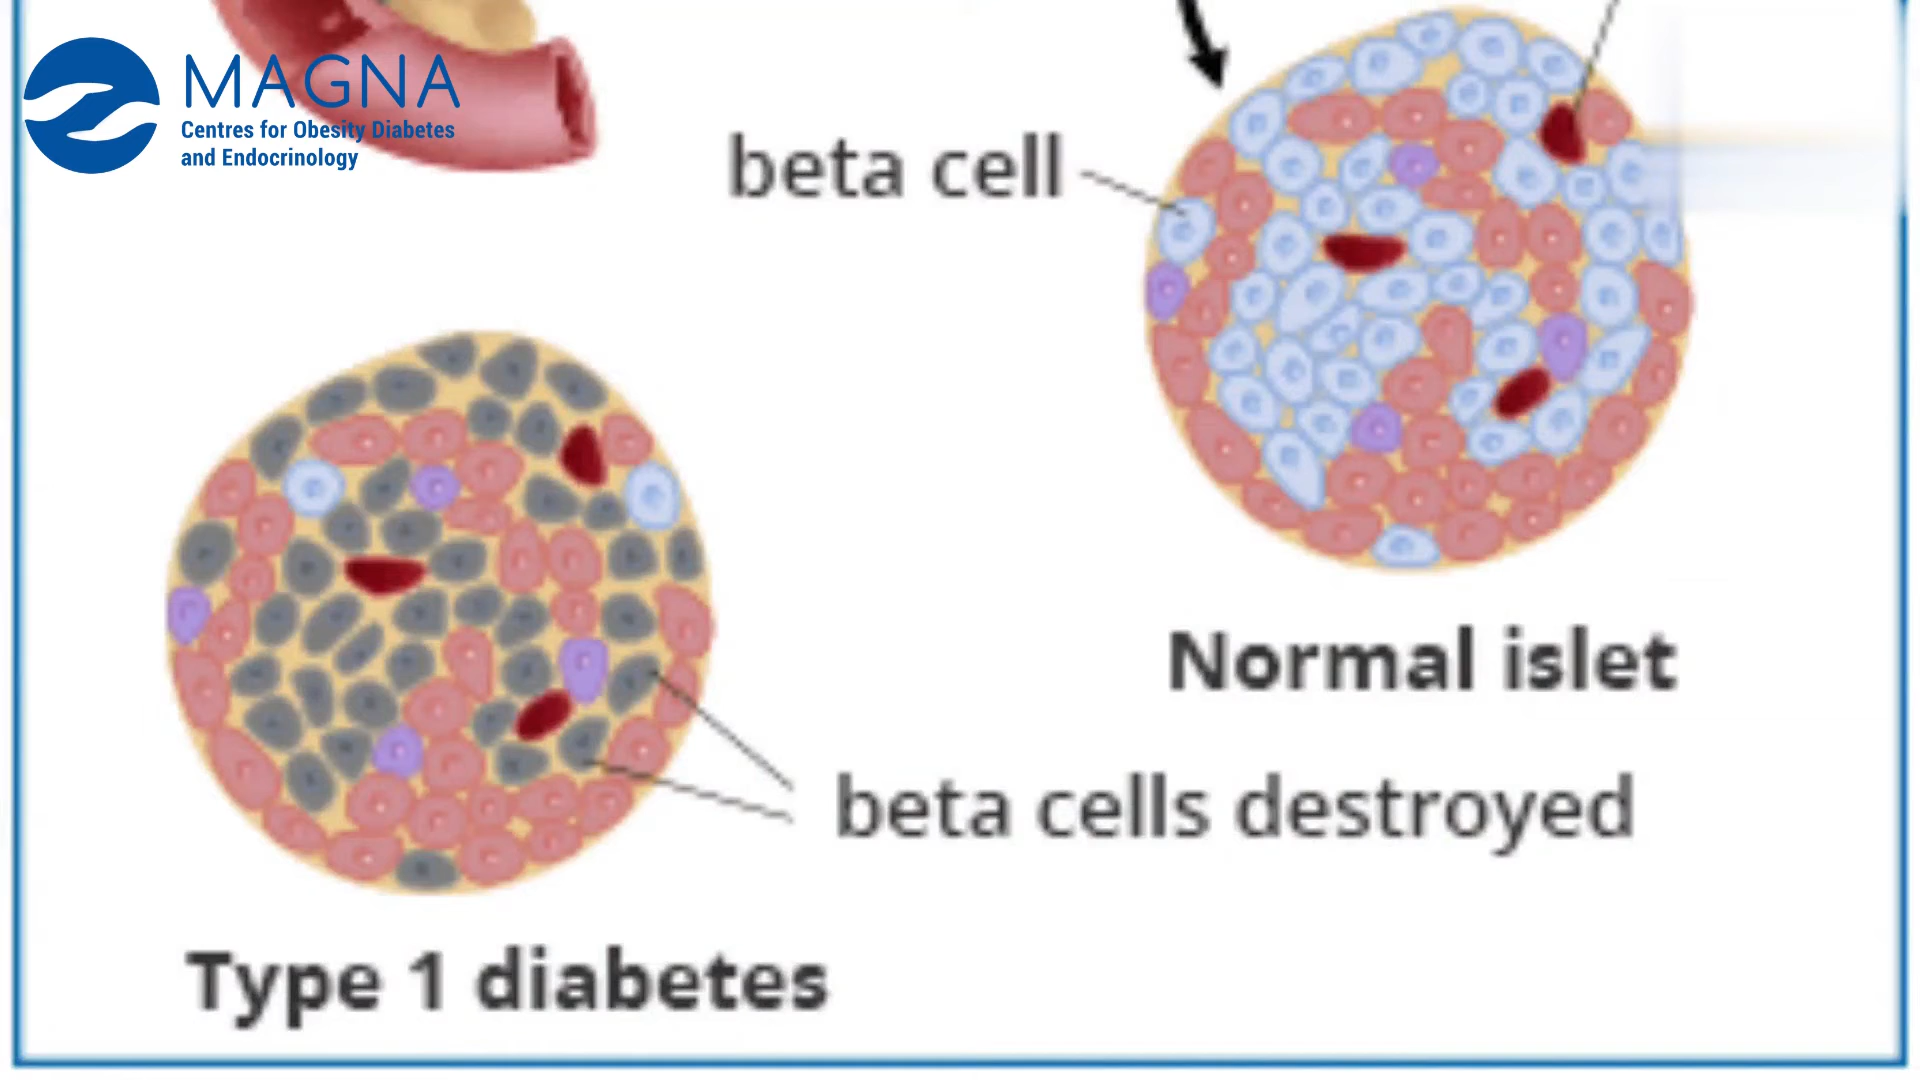 MAGNA
Centres for Obesity Diabetes
and Endocrinology
beta cell
Normal islet
beta cells destroyed
Type 1 diabetes